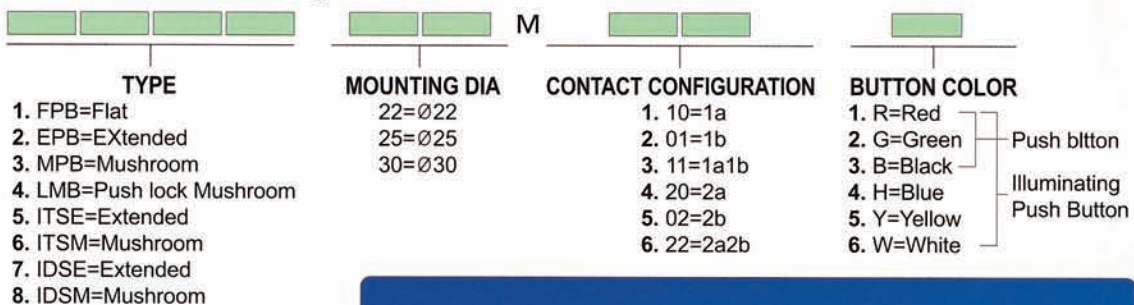 M
TYPE
1. FPB=Flat
2. EPB=EXtended
3. MPB=Mushroom
4. LMB=Push lock Mushroom
5. ITSE=Extended
6. ITSM=Mushroom
7. IDSE=Extended
8. IDSM=Mushroom
MOUNTING DIA
22=Ø22
25=Ø25
30=Ø30
CONTACT CONFIGURATION
1. 10=1a
2. 01=1b
3. 11=1a1b
4. 20=2a
5. 02=2b
6. 22=2a2b
BUTTON COLOR
1. R=Red
2. G=Green
3. B=Black
4. H=Blue
5. Y=Yellow
6. W=White
Push bltton
Illuminating
Push Button